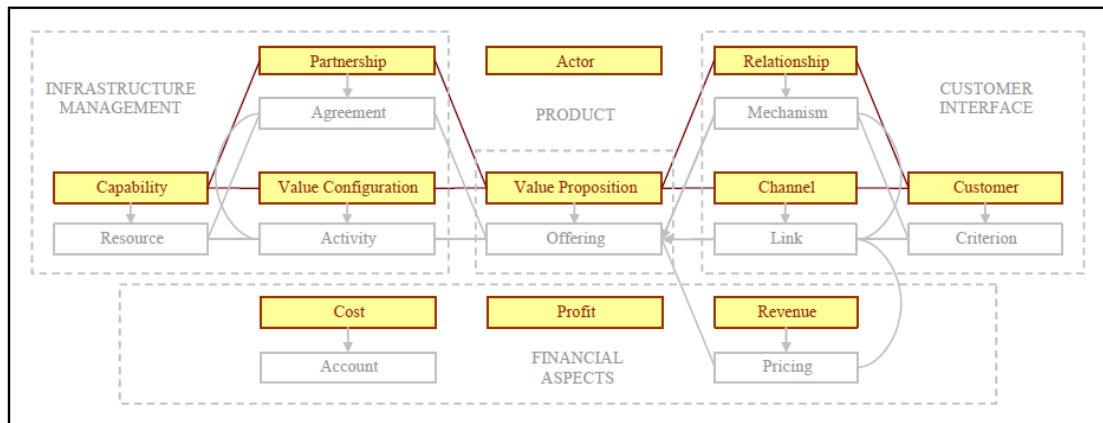 Partnership
Actor
Relationship
INFRASTRUCTURE
MANAGEMENT
Agreement
PRODUCT
Mechanism
CUSTOMER
INTERFACE
Capability
Value Configuration
Value Proposition
Channel
Customer
Resource
Activity
Offering
Link
Criterion
Cost
Profit
Revenue
Account
FINANCIAL
ASPECTS
Pricing